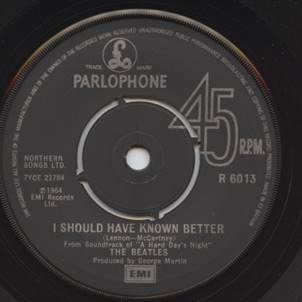 TRADE MARK
PARLOPHONE
45
R.P.M.
NORTHERN
SONGS LTD.
7YCE 21784
R 6013
℗1964
EMI Records
Ltd.
I SHOULD HAVE KNOWN BETTER
(Lennon—McCartney)
From Soundtrack of "A Hard Day's Night"
THE BEATLES
Produced by George Martin
EMI